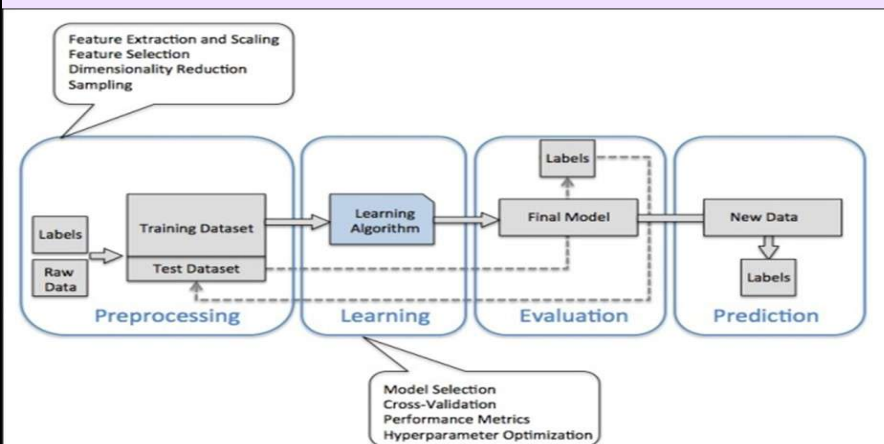 Feature Extraction and Scaling
Feature Selection
Dimensionality Reduction
Sampling
Labels
Raw
Data
Training Dataset
Test Dataset
Preprocessing
Learning
Algorithm
Learning
Labels
Final Model
Evaluation
New Data
Labels
Prediction
Model Selection
Cross-Validation
Performance Metrics
Hyperparameter Optimization